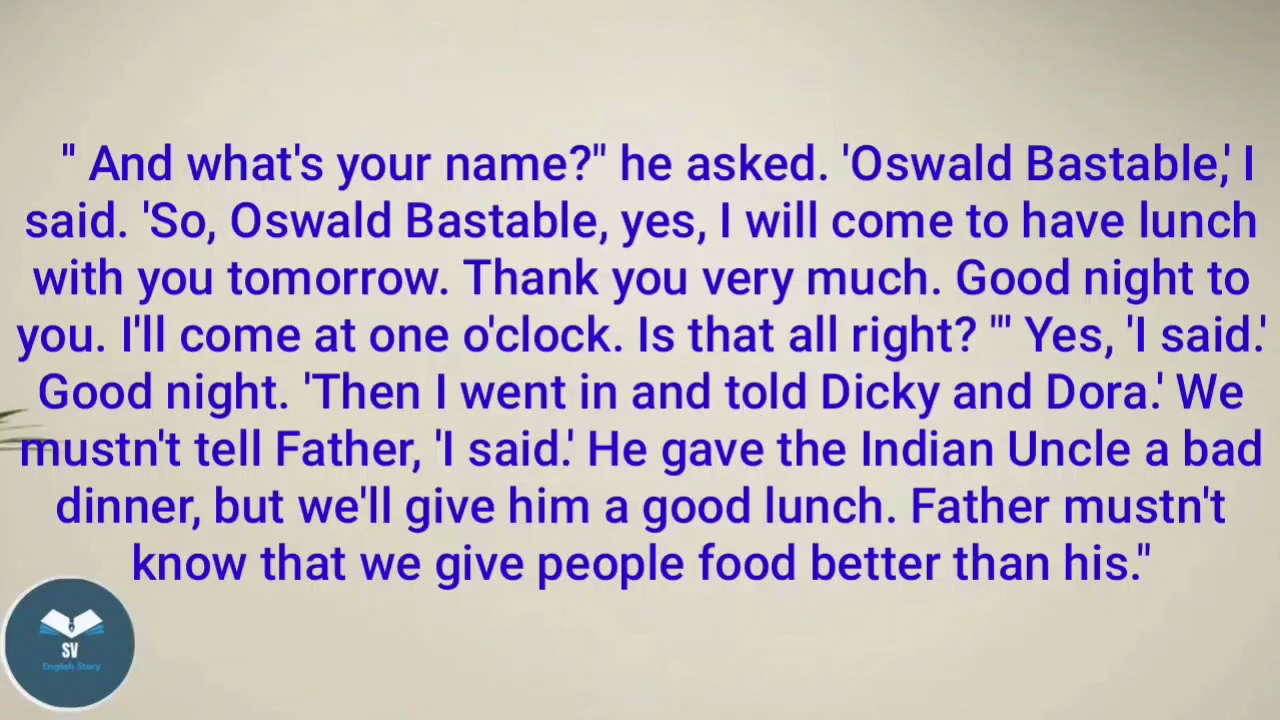 " And what's your name?" he asked. 'Oswald Bastable,' I
said. 'So, Oswald Bastable, yes, I will come to have lunch
with you tomorrow. Thank you very much. Good night to
you. I'll come at one o'clock. Is that all right? "' Yes, 'I said.'
Good night. 'Then I went in and told Dicky and Dora.' We
mustn't tell Father, 'I said.' He gave the Indian Uncle a bad
dinner, but we'll give him a good lunch. Father mustn't
know that we give people food better than his."
SV
English Story